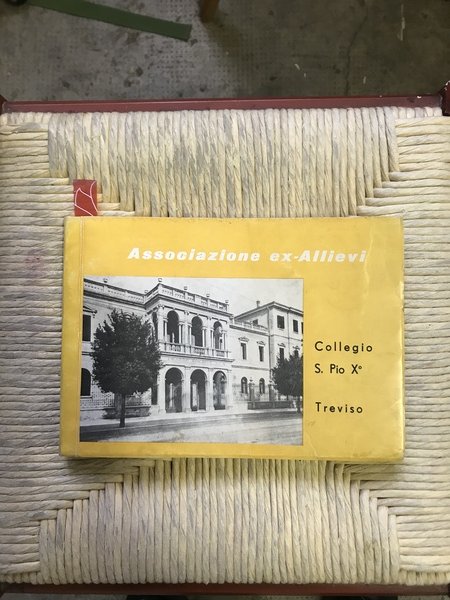 Associazione ex-Allievi
Collegio
S. Pio X°
Treviso